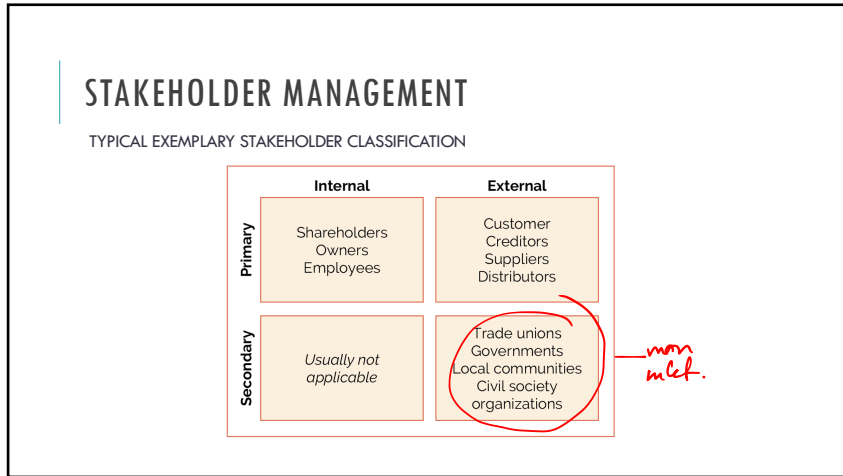 STAKEHOLDER MANAGEMENT
TYPICAL EXEMPLARY STAKEHOLDER CLASSIFICATION
Internal
External
Primary
Shareholders
Owners
Employees
Customer
Creditors
Suppliers
Distributors
Secondary
Usually not
applicable
Trade unions
Governments
Local communities
Civil society
organizations
non